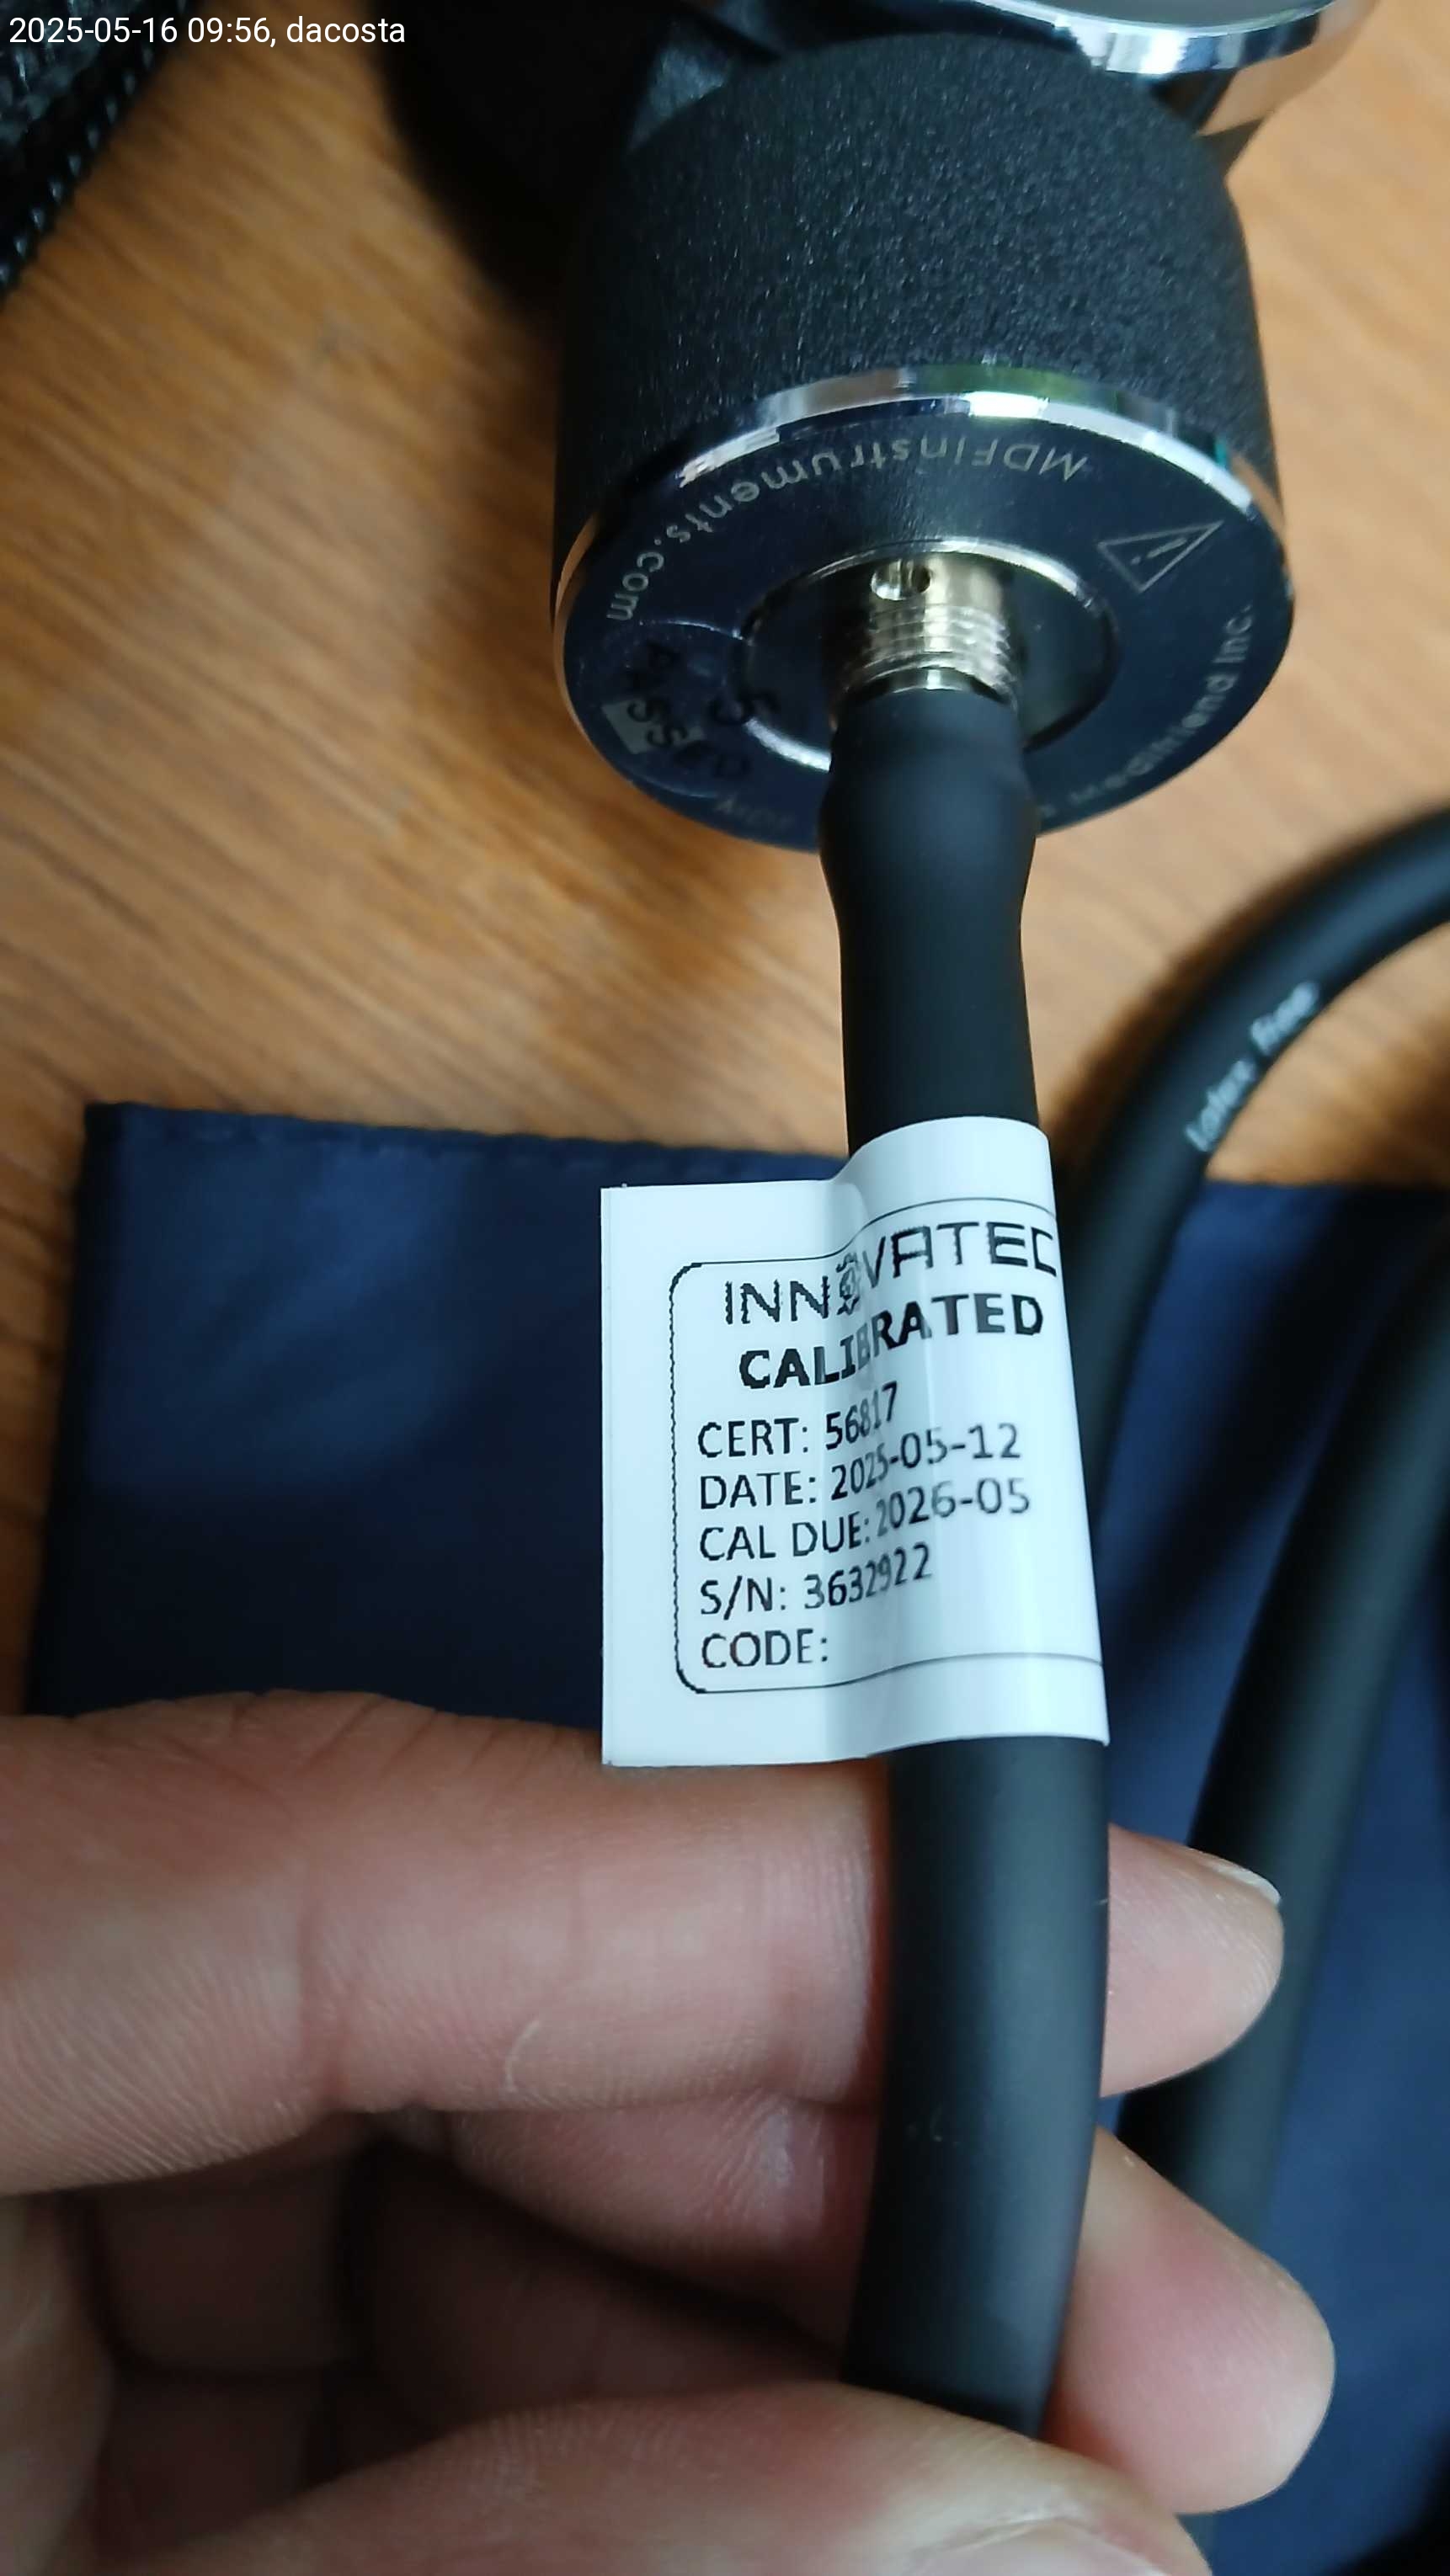 2025-05-16 09:56, dacosta
MDFinstruments.com
Inc.
Latex Free
INNOVATEC
CALIBRATED
CERT: 56817
DATE: 2025-05-12
CAL DUE: 2026-05
S/N: 3632922
CODE: